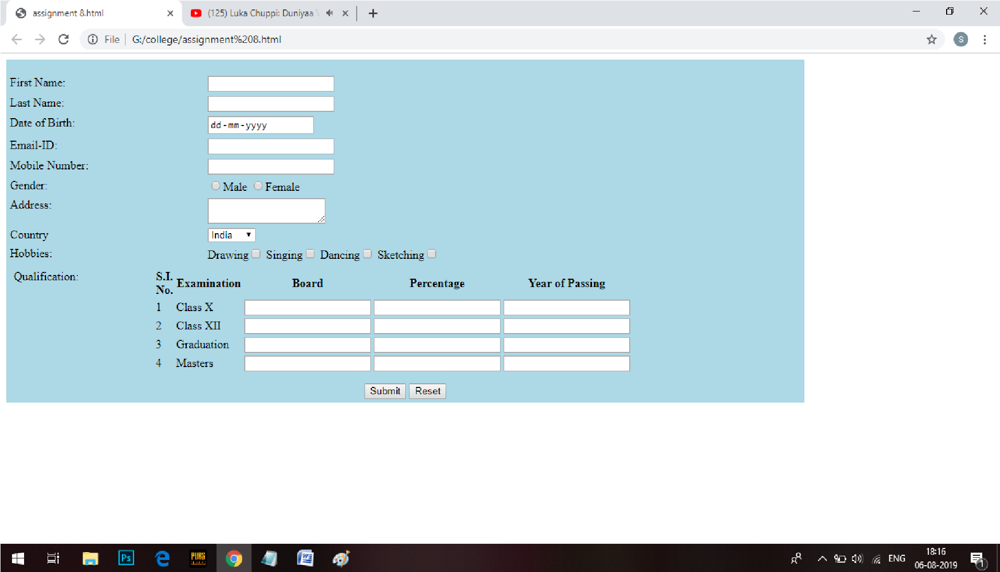 assignment 8.html
(125) Luka Chuppi: Duniyaa
File G:/college/assignment%208.html
S
First Name:
Last Name:
Date of Birth: dd-mm-yyyy
Email-ID:
Mobile Number:
Gender: Male Female
Address:
Country India
Hobbies: Drawing Singing Dancing Sketching
Qualification: S.I. No. Examination Board Percentage Year of Passing
1 Class X
2 Class XII
3 Graduation
4 Masters
Submit Reset
Ps PUBG ENG 18:16
06-08-2019 1